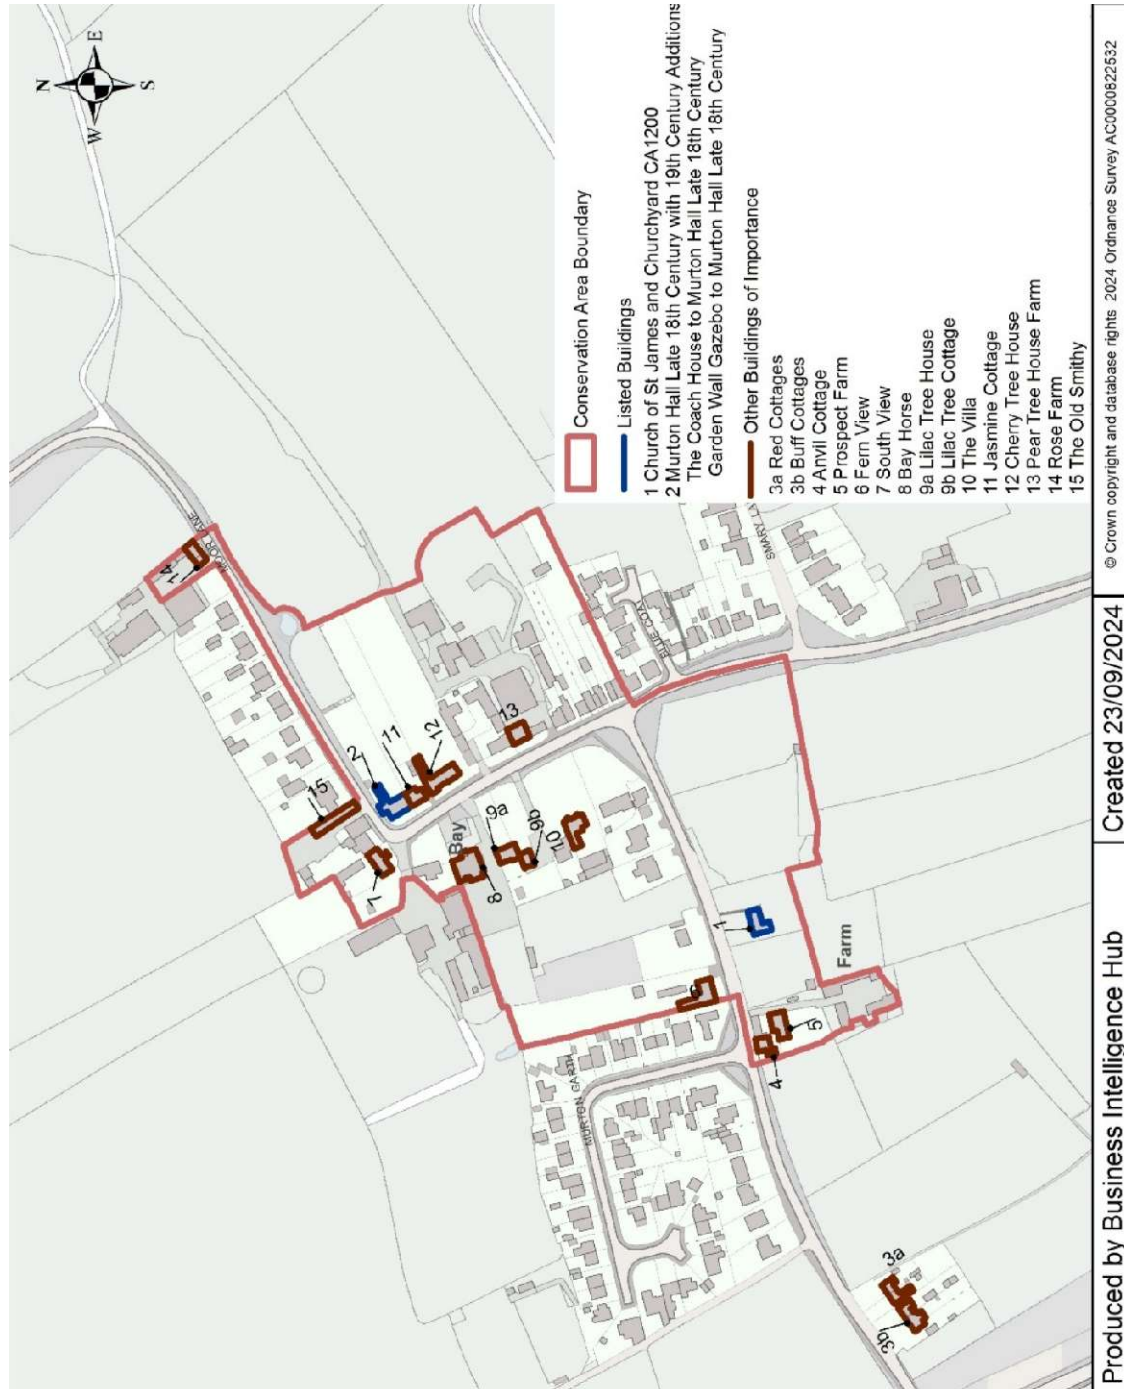 N
E
S
W
MOOR LANE
14
15
2
11
7
12
Bay
9a
8
9b
13
10
BLUE COA
SMARY LA
1
6
MURTON GARTH
Farm
5
4
3a
3b
Conservation Area Boundary
Listed Buildings
1 Church of St James and Churchyard CA1200
2 Murton Hall Late 18th Century with 19th Century Additions
The Coach House to Murton Hall Late 18th Century
Garden Wall Gazebo to Murton Hall Late 18th Century
Other Buildings of Importance
3a Red Cottages
3b Buff Cottages
4 Anvil Cottage
5 Prospect Farm
6 Fern View
7 South View
8 Bay Horse
9a Lilac Tree House
9b Lilac Tree Cottage
10 The Villa
11 Jasmine Cottage
12 Cherry Tree House
13 Pear Tree House Farm
14 Rose Farm
15 The Old Smithy
Produced by Business Intelligence Hub
Created 23/09/2024
© Crown copyright and database rights 2024 Ordnance Survey AC0000822532